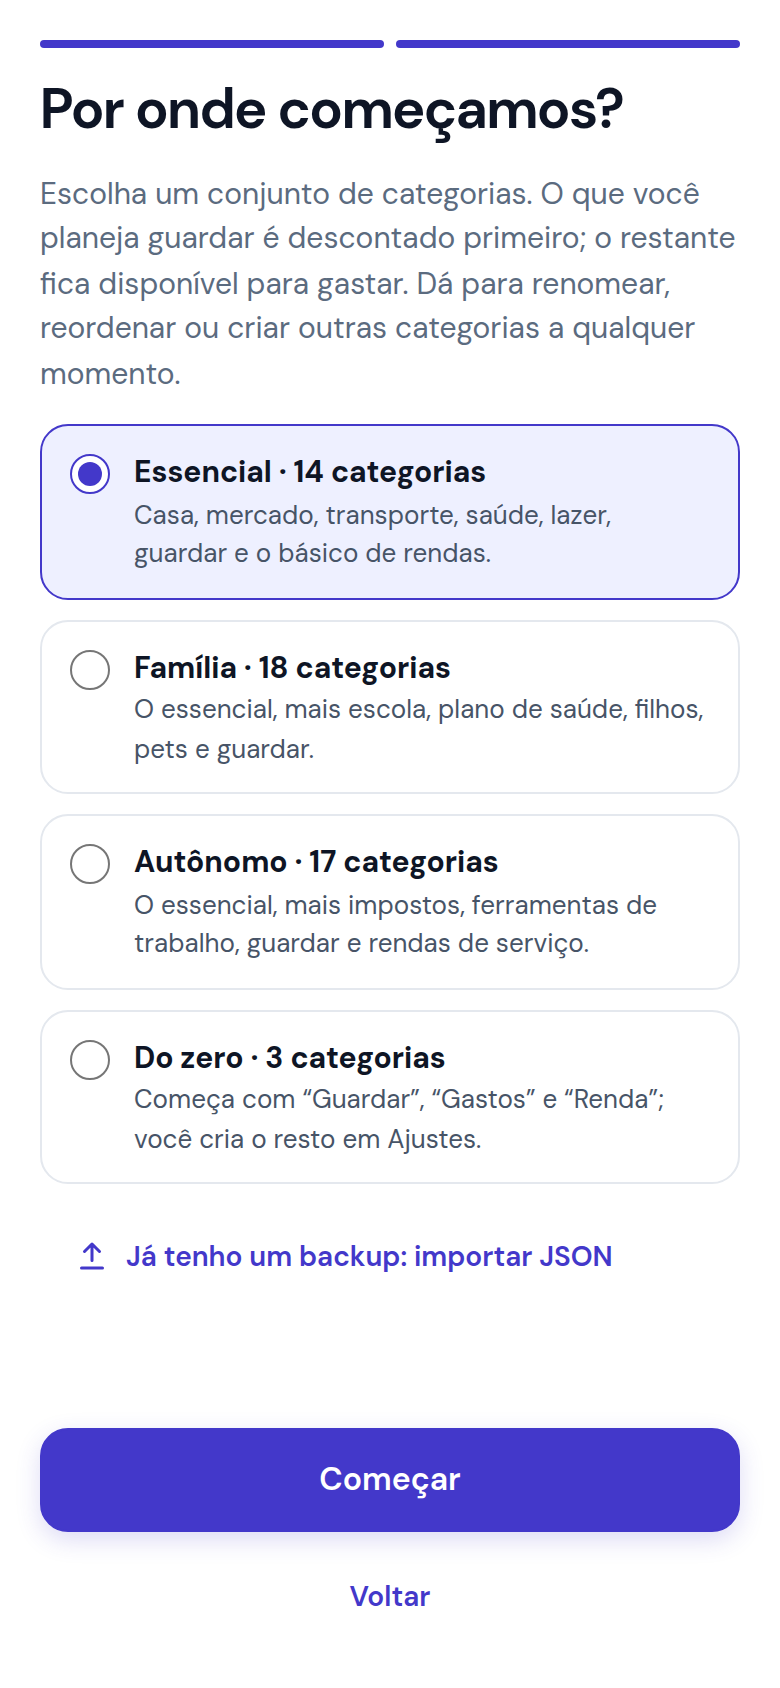 Por onde começamos?
Escolha um conjunto de categorias. O que você
planeja guardar é descontado primeiro; o restante
fica disponível para gastar. Dá para renomear,
reordenar ou criar outras categorias a qualquer
momento.
Essencial · 14 categorias
Casa, mercado, transporte, saúde, lazer,
guardar e o básico de rendas.
Família · 18 categorias
O essencial, mais escola, plano de saúde, filhos,
pets e guardar.
Autônomo · 17 categorias
O essencial, mais impostos, ferramentas de
trabalho, guardar e rendas de serviço.
Do zero · 3 categorias
Começa com “Guardar”, “Gastos” e “Renda”;
você cria o resto em Ajustes.
Já tenho um backup: importar JSON
Começar
Voltar